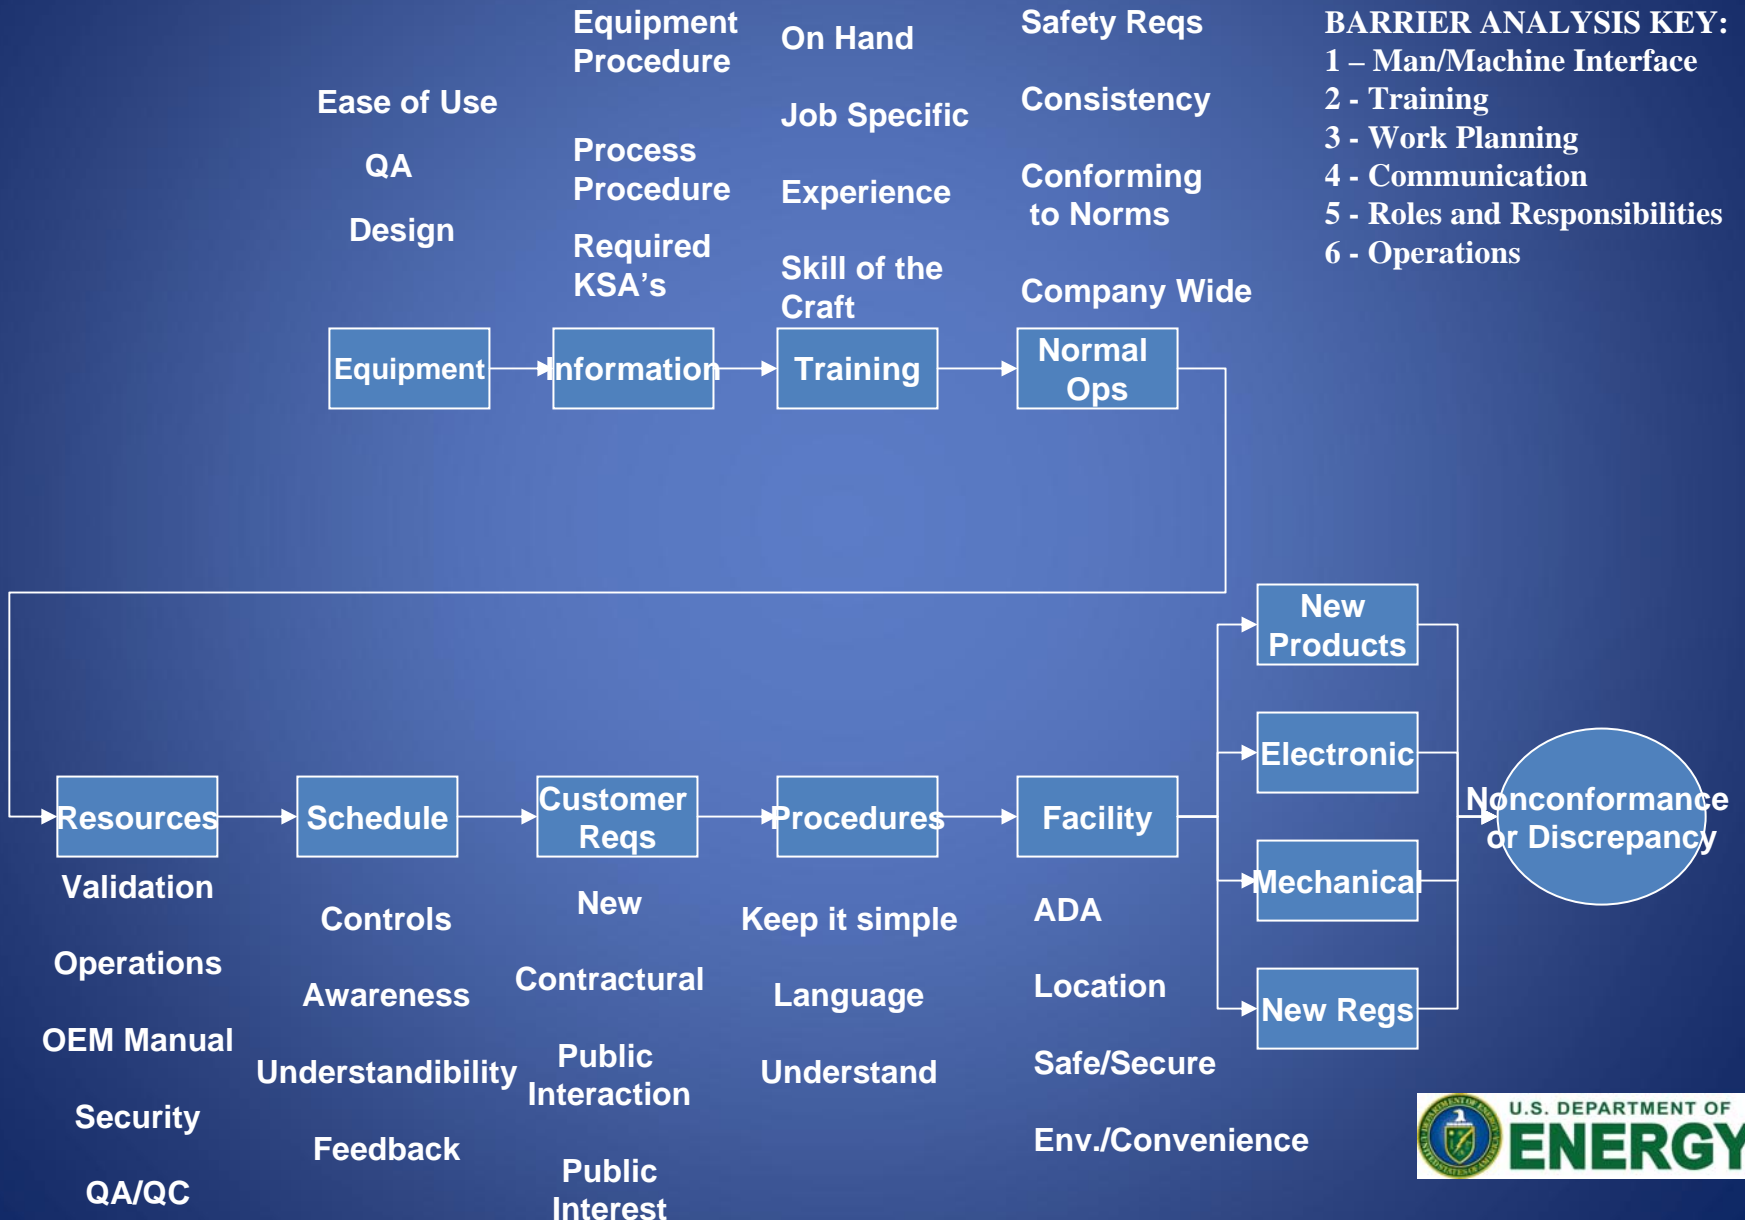 Ease of Use
QA
Design
Equipment
Procedure
Process
Procedure
Required
KSA’s
On Hand
Job Specific
Experience
Skill of the
Craft
Safety Reqs
Consistency
Conforming
to Norms
Company Wide
BARRIER ANALYSIS KEY:
1 – Man/Machine Interface
2 - Training
3 - Work Planning
4 - Communication
5 - Roles and Responsibilities
6 - Operations
Equipment
Information
Training
Normal
Ops
Resources
Schedule
Customer
Reqs
Procedures
Facility
New
Products
Electronic
Mechanical
New Regs
Nonconformance
or Discrepancy
Validation
Operations
OEM Manual
Security
QA/QC
Controls
Awareness
Understandibility
Feedback
New
Contractural
Public
Interaction
Public
Interest
Keep it simple
Language
Understand
ADA
Location
Safe/Secure
Env./Convenience
U.S. DEPARTMENT OF
ENERGY